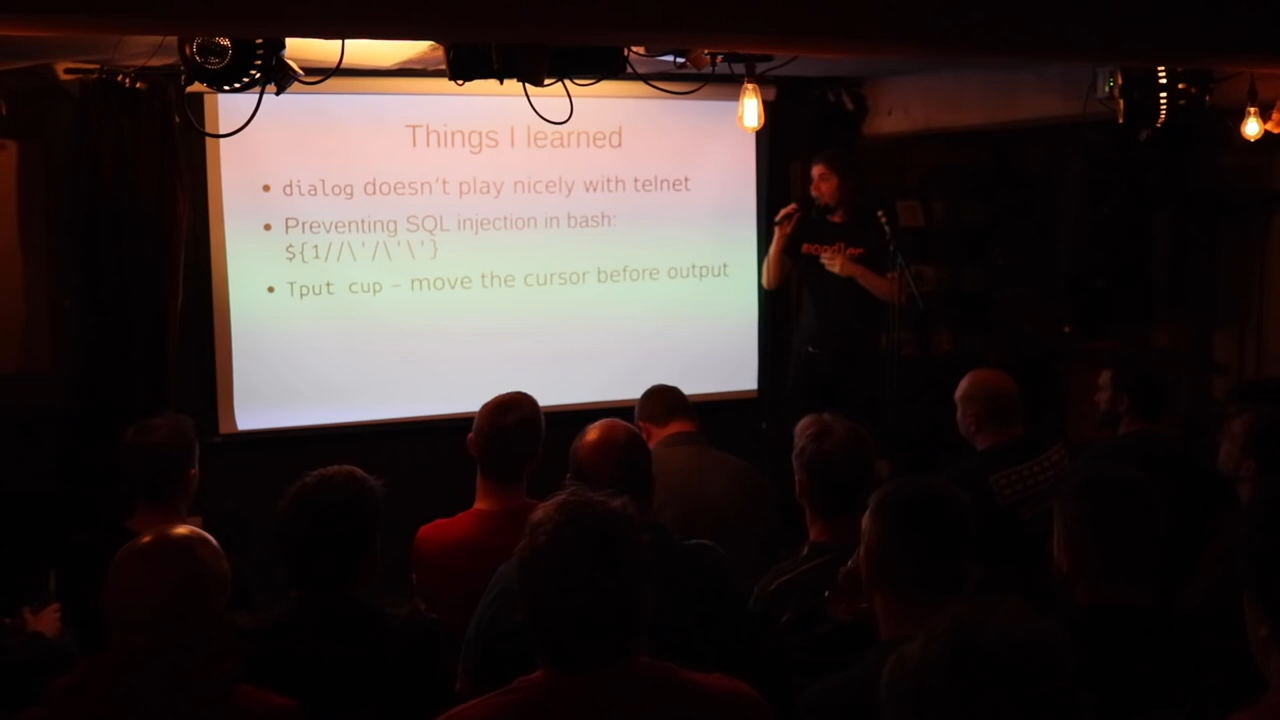 Things I learned
• dialog doesn't play nicely with telnet
• Preventing SQL injection in bash:
${1//\'/\'\'}
• Tput cup – move the cursor before output
moodler